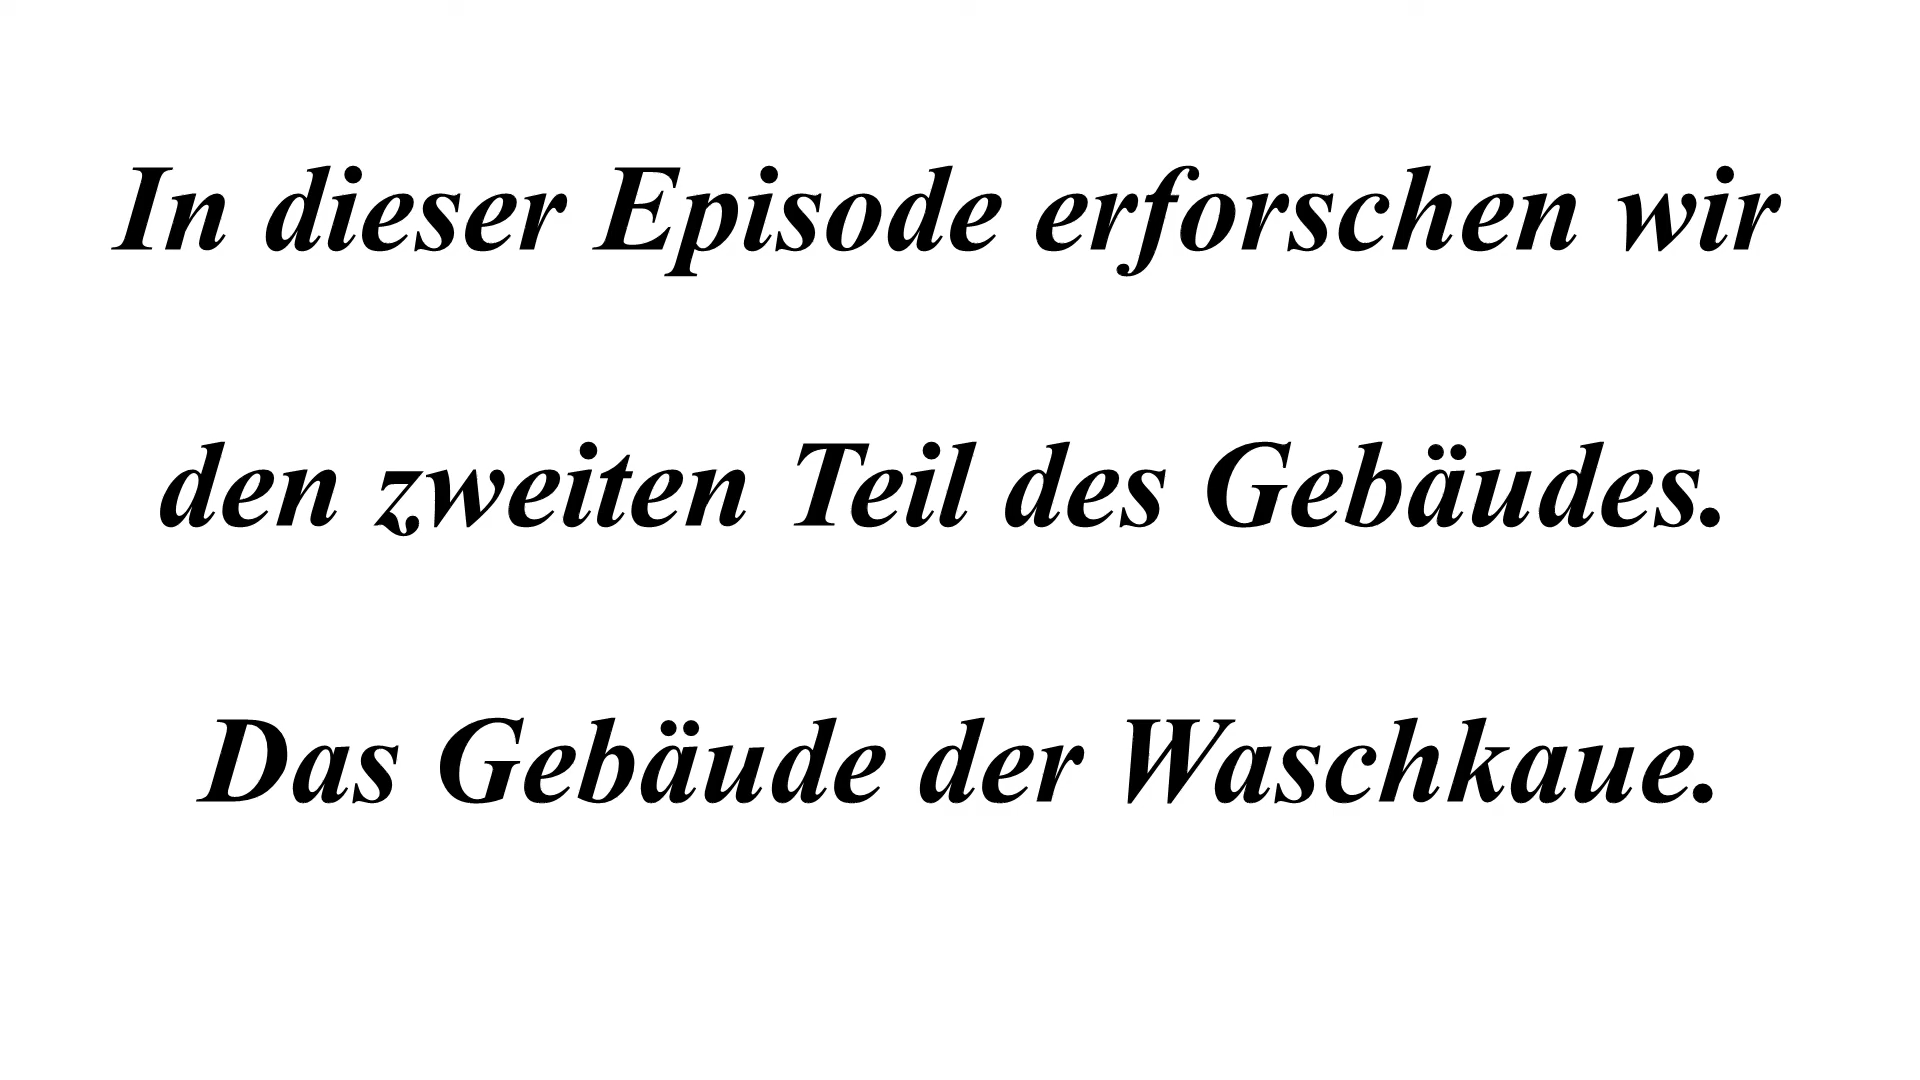 In dieser Episode erforschen wir
den zweiten Teil des Gebäudes.
Das Gebäude der Waschkaue.